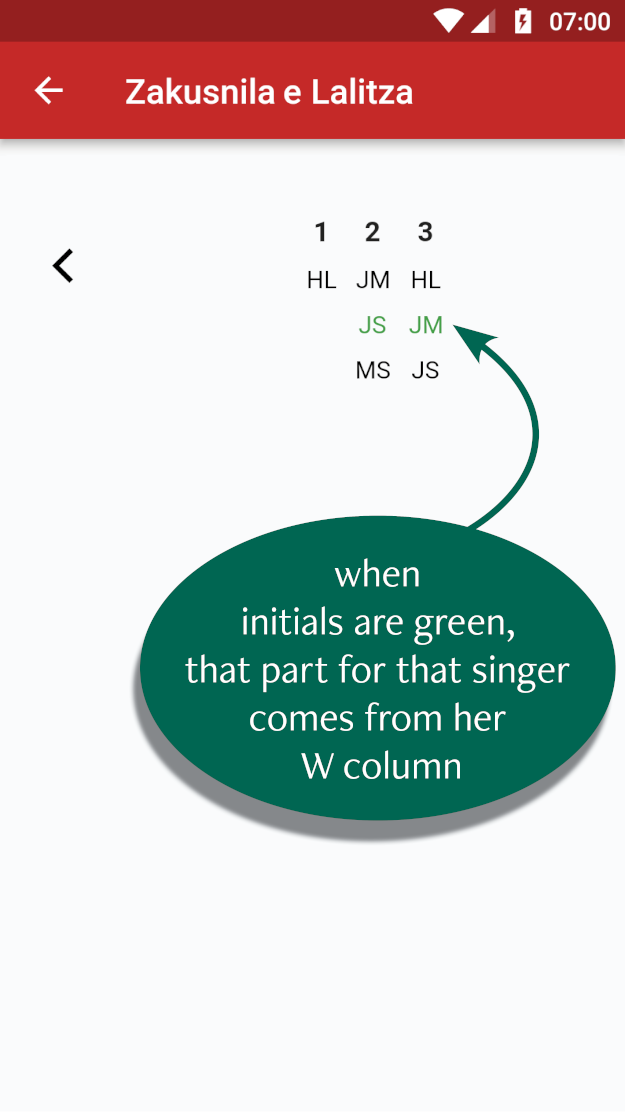 07:00
Zakusnila e Lalitza
1 2 3
HL JM HL
JS JM
MS JS
when
initials are green,
that part for that singer
comes from her
W column